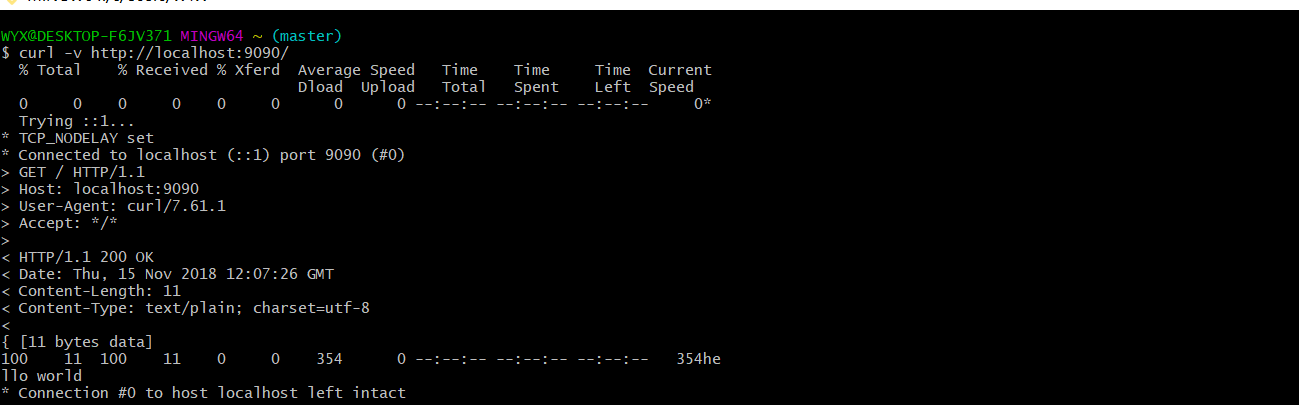 WYX@DESKTOP-F6JV371 MINGW64 ~ (master)
$ curl -v http://localhost:9090/
  % Total    % Received % Xferd  Average Speed   Time    Time     Time  Current
                                 Dload  Upload   Total   Spent    Left  Speed
  0     0    0     0    0     0      0      0 --:--:-- --:--:-- --:--:--     0*
  Trying ::1...
* TCP_NODELAY set
* Connected to localhost (::1) port 9090 (#0)
> GET / HTTP/1.1
> Host: localhost:9090
> User-Agent: curl/7.61.1
> Accept: */*
>
< HTTP/1.1 200 OK
< Date: Thu, 15 Nov 2018 12:07:26 GMT
< Content-Length: 11
< Content-Type: text/plain; charset=utf-8
<
{ [11 bytes data]
100    11  100    11    0     0    354      0 --:--:-- --:--:-- --:--:--   354he
llo world
* Connection #0 to host localhost left intact